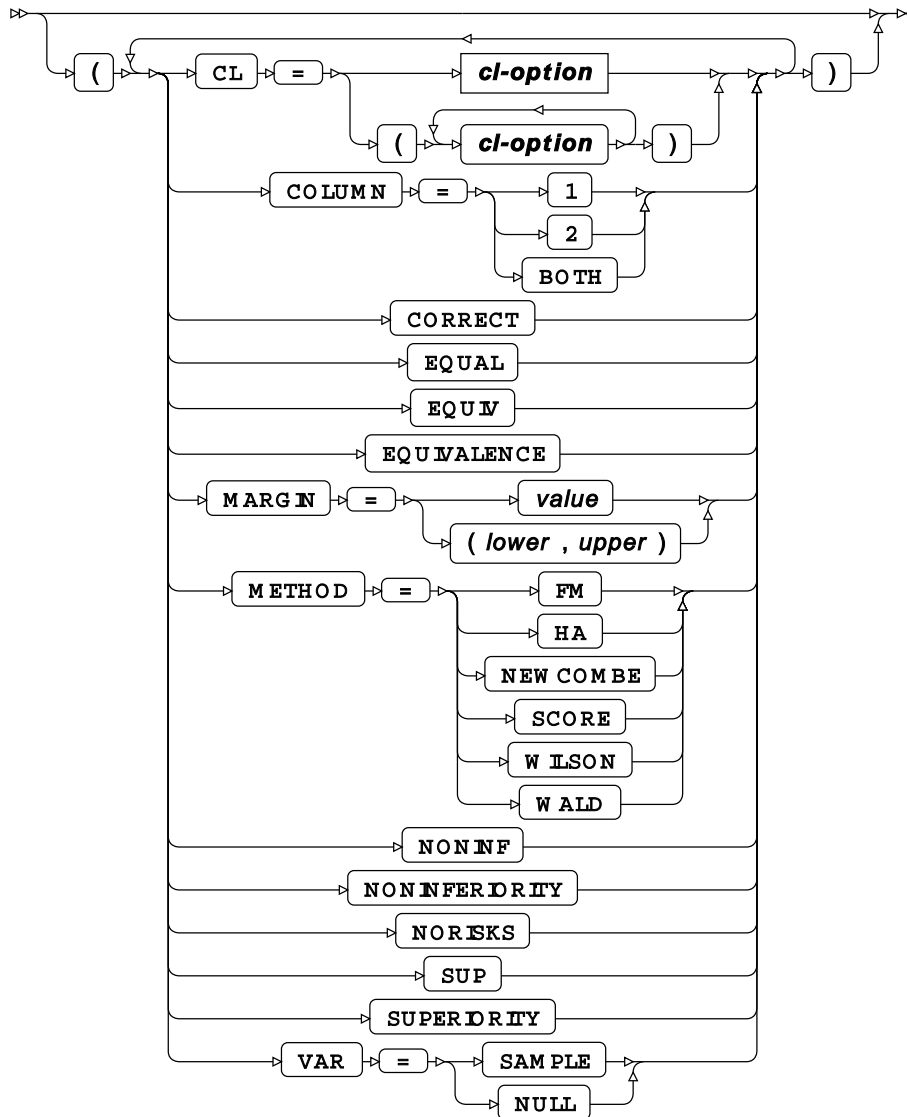 ( CL = cl-option )
( cl-option )
COLUMN = 1
2
BOTH
CORRECT
EQUAL
EQUIV
EQUIVALENCE
MARGIN = value
( lower , upper )
METHOD = FM
HA
NEWCOMBE
SCORE
WILSON
WALD
NONINF
NONINFERIORITY
NORISKS
SUP
SUPERIORITY
VAR = SAMPLE
NULL